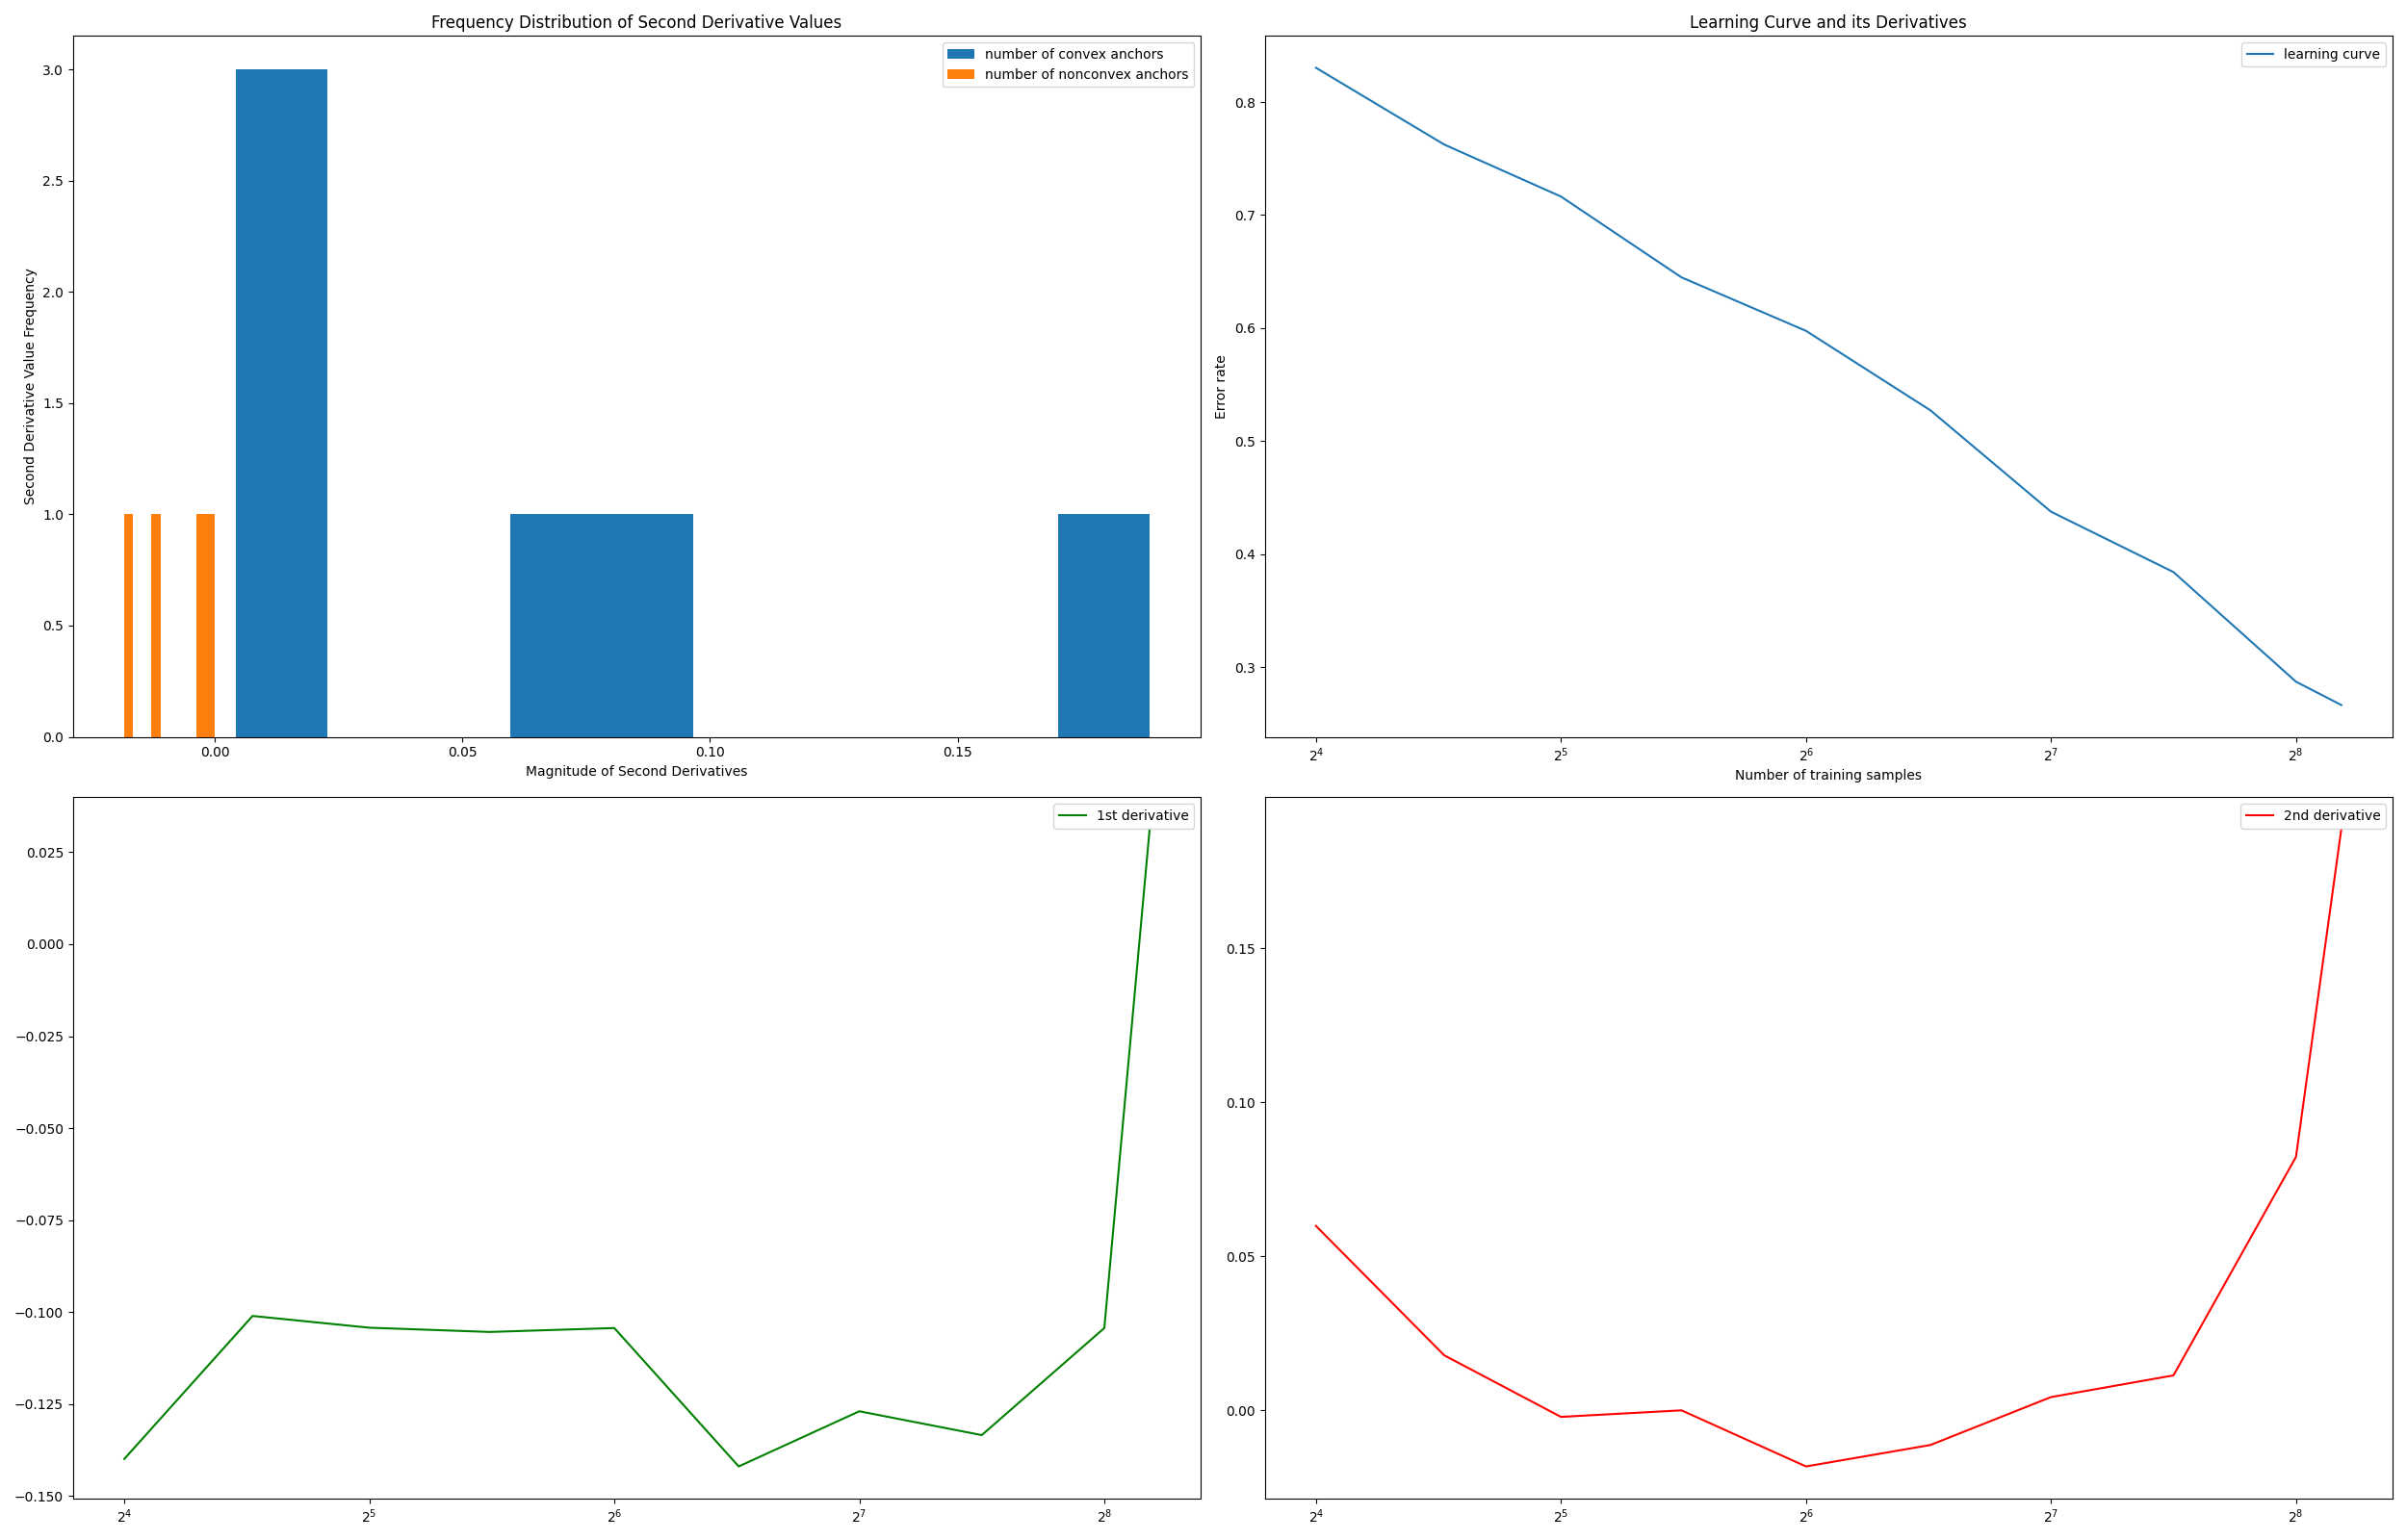 Frequency Distribution of Second Derivative Values
number of convex anchors
number of nonconvex anchors
Second Derivative Value Frequency
3.0
2.5
2.0
1.5
1.0
0.5
0.0
0.00 0.05 0.10 0.15
Magnitude of Second Derivatives
Learning Curve and its Derivatives
learning curve
Error rate
0.8
0.7
0.6
0.5
0.4
0.3
2⁴ 2⁵ 2⁶ 2⁷ 2⁸
Number of training samples
1st derivative
0.025
0.000
−0.025
−0.050
−0.075
−0.100
−0.125
−0.150
2⁴ 2⁵ 2⁶ 2⁷ 2⁸
2nd derivative
0.15
0.10
0.05
0.00
2⁴ 2⁵ 2⁶ 2⁷ 2⁸